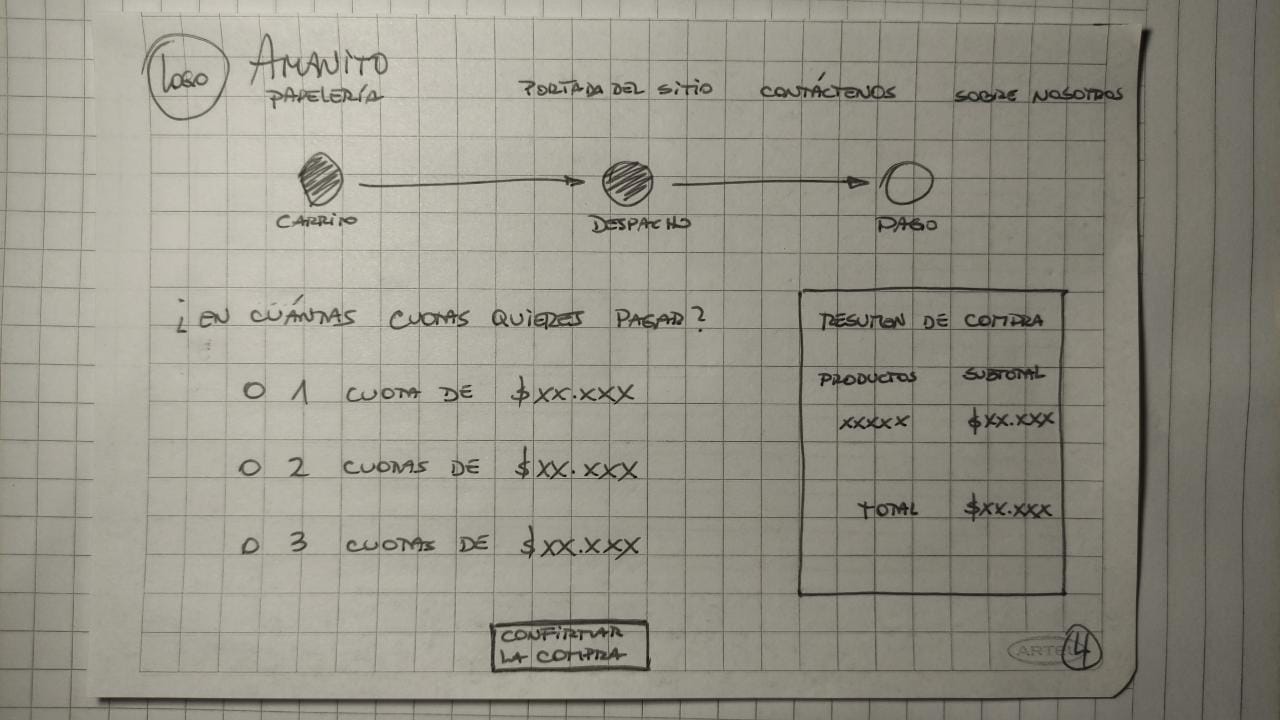 LOGO AMANITO
PAPELERÍA
PORTADA DEL SITIO CONTÁCTENOS SOBRE NOSOTROS
CARRITO DESPACHO PAGO
¿EN CUÁNTAS CUOTAS QUIERES PAGAR?
O 1 CUOTA DE $XX.XXX
O 2 CUOTAS DE $XX.XXX
O 3 CUOTAS DE $XX.XXX
CONFIRMAR
LA COMPRA
RESUMEN DE COMPRA
PRODUCTOS SUBTOTAL
XXXXX $XX.XXX
TOTAL $XX.XXX
ARTEL
4